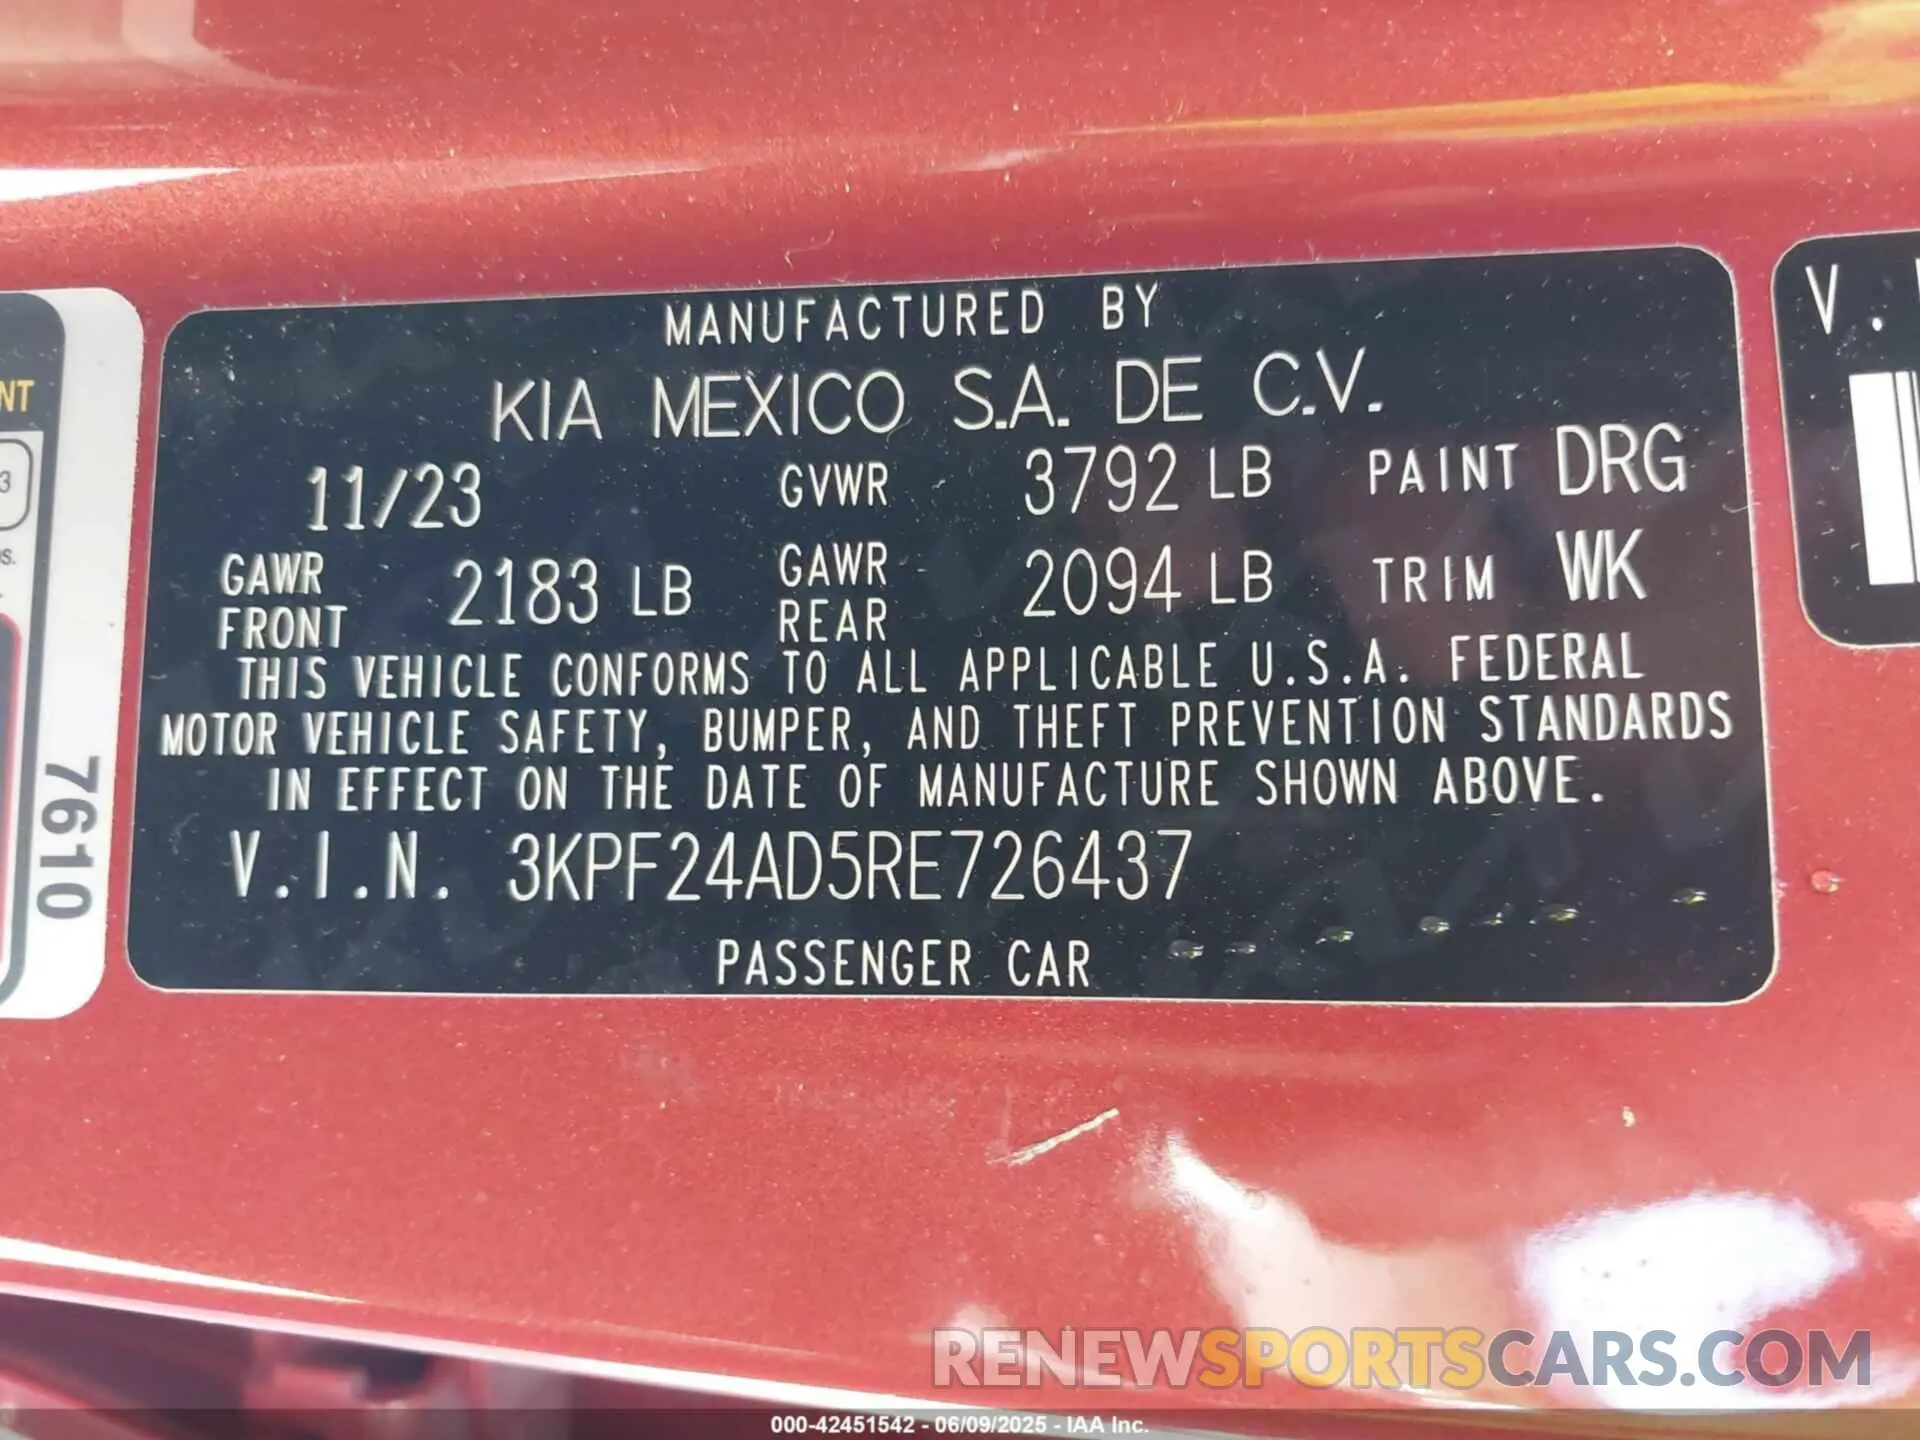 MANUFACTURED BY
KIA MEXICO S.A. DE C.V.
11/23 GVWR 3792 LB PAINT DRG
GAWR FRONT 2183 LB GAWR REAR 2094 LB TRIM WK
THIS VEHICLE CONFORMS TO ALL APPLICABLE U.S.A. FEDERAL
MOTOR VEHICLE SAFETY, BUMPER, AND THEFT PREVENTION STANDARDS
IN EFFECT ON THE DATE OF MANUFACTURE SHOWN ABOVE.
V.I.N. 3KPF24AD5RE726437
PASSENGER CAR
7610
NT
3
V.
RENEWSPORTSCARS.COM
000-42451542 - 06/09/2025 - IAA Inc.